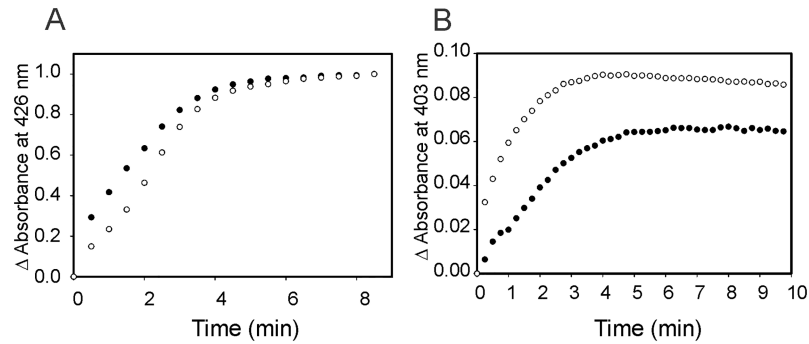 A
Δ Absorbance at 426 nm
1.0
0.8
0.6
0.4
0.2
0.0
0 2 4 6 8
Time (min)
B
Δ Absorbance at 403 nm
0.10
0.08
0.06
0.04
0.02
0.00
0 1 2 3 4 5 6 7 8 9 10
Time (min)